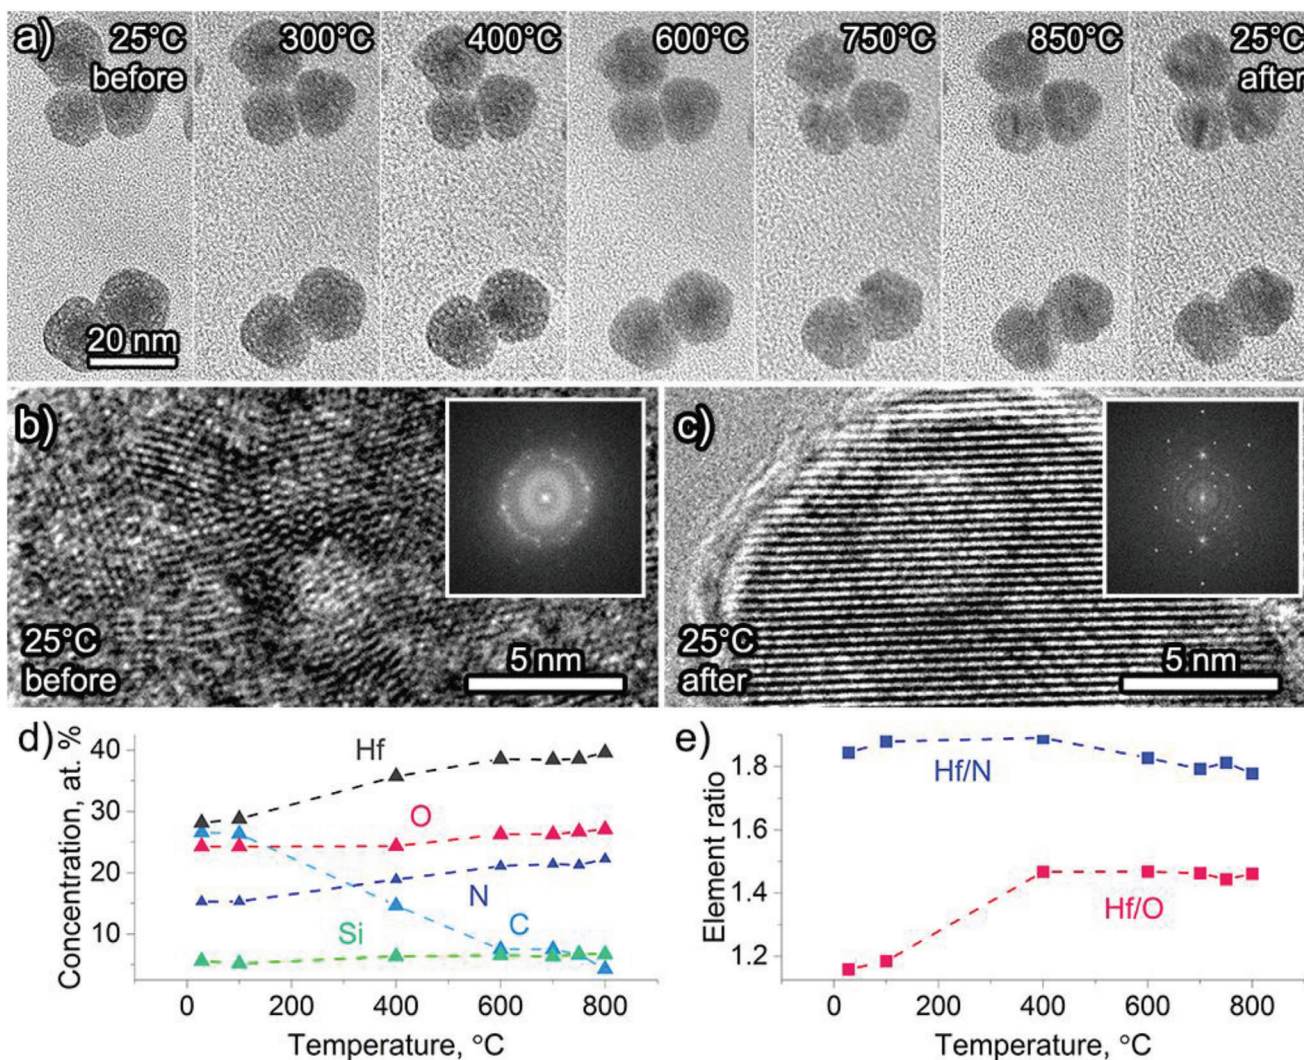 a)
25°C
before
300°C
400°C
600°C
750°C
850°C
25°C
after
20 nm
b)
25°C
before
5 nm
c)
25°C
after
5 nm
d)
Concentration, at. %
40
30
20
10
Hf
O
N
C
Si
0 200 400 600 800
Temperature, °C
e)
Element ratio
1.8
1.6
1.4
1.2
Hf/N
Hf/O
0 200 400 600 800
Temperature, °C